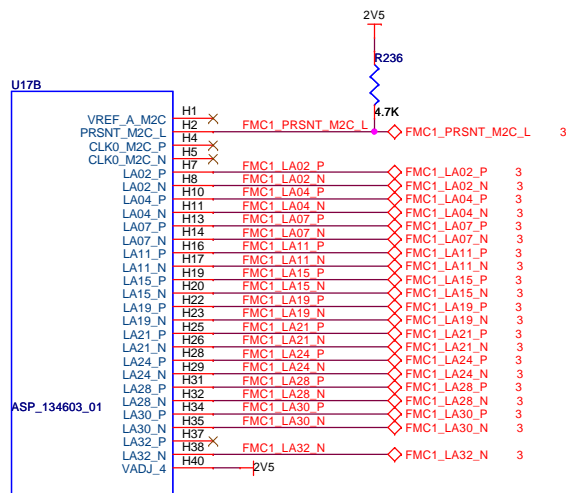 2V5
R236
4.7K
U17B
VREF_A_M2C H1
PRSNT_M2C_L H2 FMC1_PRSNT_M2C_L FMC1_PRSNT_M2C_L 3
CLK0_M2C_P H4
CLK0_M2C_N H5
LA02_P H7 FMC1_LA02_P FMC1_LA02_P 3
LA02_N H8 FMC1_LA02_N FMC1_LA02_N 3
LA04_P H10 FMC1_LA04_P FMC1_LA04_P 3
LA04_N H11 FMC1_LA04_N FMC1_LA04_N 3
LA07_P H13 FMC1_LA07_P FMC1_LA07_P 3
LA07_N H14 FMC1_LA07_N FMC1_LA07_N 3
LA11_P H16 FMC1_LA11_P FMC1_LA11_P 3
LA11_N H17 FMC1_LA11_N FMC1_LA11_N 3
LA15_P H19 FMC1_LA15_P FMC1_LA15_P 3
LA15_N H20 FMC1_LA15_N FMC1_LA15_N 3
LA19_P H22 FMC1_LA19_P FMC1_LA19_P 3
LA19_N H23 FMC1_LA19_N FMC1_LA19_N 3
LA21_P H25 FMC1_LA21_P FMC1_LA21_P 3
LA21_N H26 FMC1_LA21_N FMC1_LA21_N 3
LA24_P H28 FMC1_LA24_P FMC1_LA24_P 3
LA24_N H29 FMC1_LA24_N FMC1_LA24_N 3
LA28_P H31 FMC1_LA28_P FMC1_LA28_P 3
LA28_N H32 FMC1_LA28_N FMC1_LA28_N 3
ASP_134603_01
LA30_P H34 FMC1_LA30_P FMC1_LA30_P 3
LA30_N H35 FMC1_LA30_N FMC1_LA30_N 3
LA32_P H37
LA32_N H38 FMC1_LA32_N FMC1_LA32_N 3
VADJ_4 H40 2V5